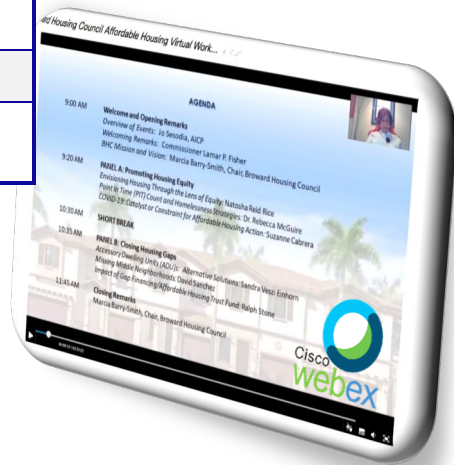 ard Housing Council Affordable Housing Virtual Work...
AGENDA
9:00 AM Welcome and Opening Remarks
Overview of Events: Jo Sesodia, AICP
Welcoming Remarks: Commissioner Lamar P. Fisher
BHC Mission and Vision: Marcia Barry-Smith, Chair, Broward Housing Council
9:20 AM PANEL A: Promoting Housing Equity
Envisioning Housing Through the Lens of Equity: Natosha Reid Rice
Point in Time (PIT) Count and Homelessness Strategies: Dr. Rebecca McGuire
COVID-19: Catalyst or Constraint for Affordable Housing Action: Suzanne Cabrera
10:30 AM SHORT BREAK
10:35 AM PANEL B: Closing Housing Gaps
Accessory Dwelling Units (ADU)s: Alternative Solutions: Sandra Veszi Einhorn
Missing Middle Neighborhoods: David Sanchez
Impact of Gap Financing/Affordable Housing Trust Fund: Ralph Stone
11:45 AM Closing Remarks
Marcia Barry-Smith, Chair, Broward Housing Council
Cisco
webex